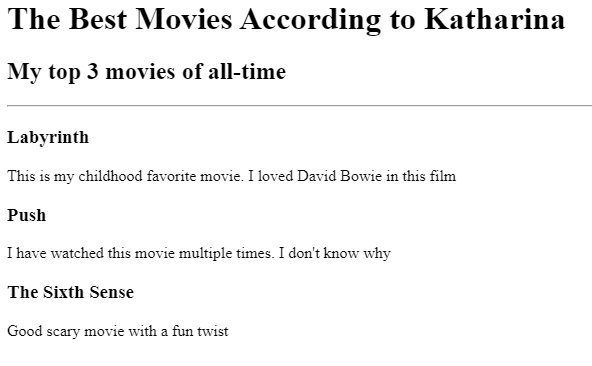 The Best Movies According to Katharina
My top 3 movies of all-time
Labyrinth
This is my childhood favorite movie. I loved David Bowie in this film
Push
I have watched this movie multiple times. I don't know why
The Sixth Sense
Good scary movie with a fun twist